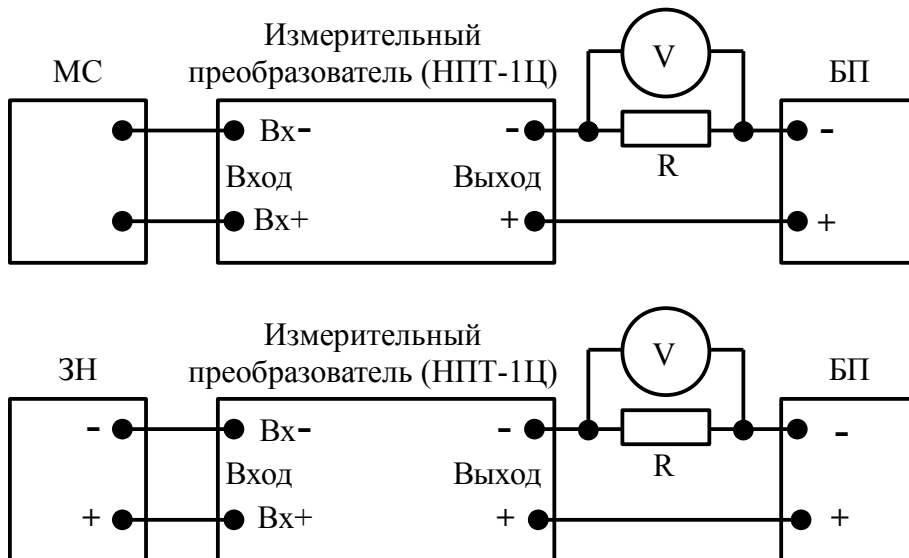 Измерительный
преобразователь (НПТ-1Ц)
МС
V
БП
Вх-
-
-
R
Вход
Выход
Вх+
+
+
Измерительный
преобразователь (НПТ-1Ц)
ЗН
V
БП
-
Вх-
-
-
R
Вход
Выход
+
Вх+
+
+